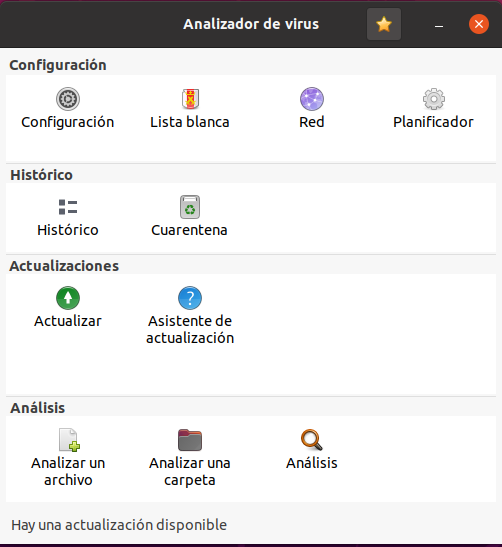 Analizador de virus
Configuración
Configuración
Lista blanca
Red
Planificador
Histórico
Histórico
Cuarentena
Actualizaciones
Actualizar
Asistente de
actualización
Análisis
Analizar un
archivo
Analizar una
carpeta
Análisis
Hay una actualización disponible